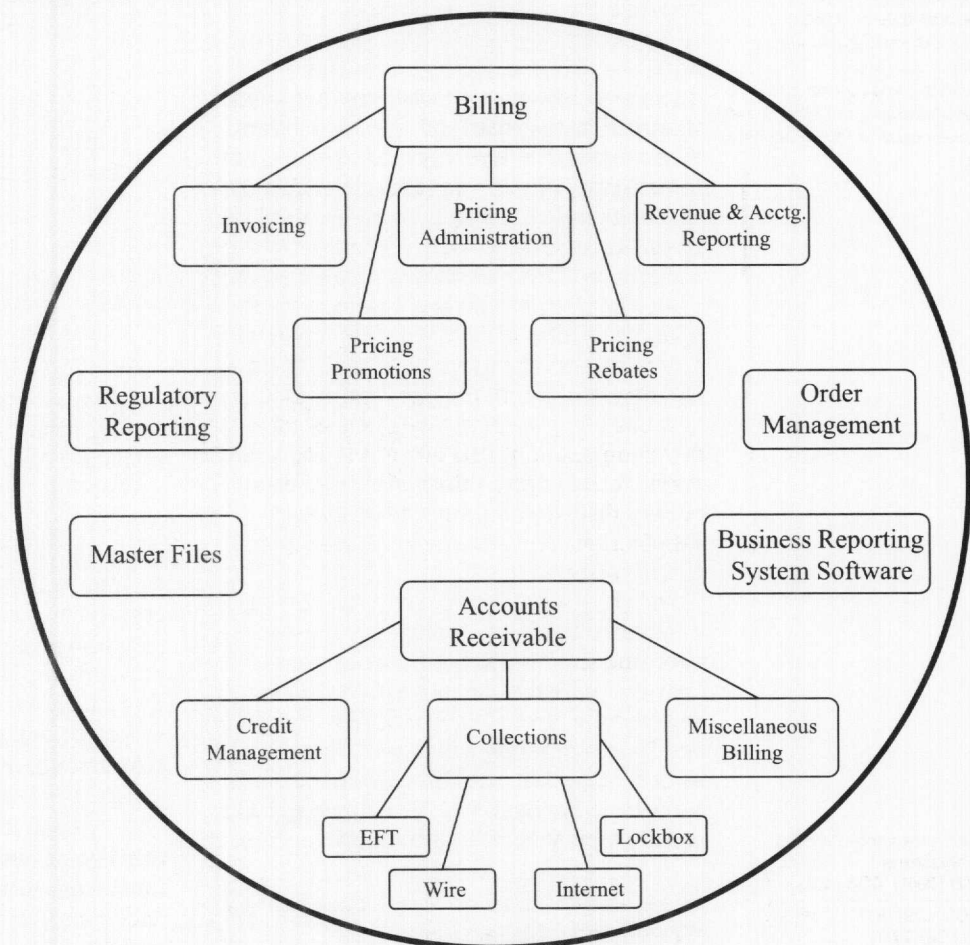 Billing
Invoicing
Pricing
Administration
Revenue & Acctg.
Reporting
Pricing
Promotions
Pricing
Rebates
Regulatory
Reporting
Order
Management
Master Files
Business Reporting
System Software
Accounts
Receivable
Credit
Management
Collections
Miscellaneous
Billing
EFT
Lockbox
Wire
Internet